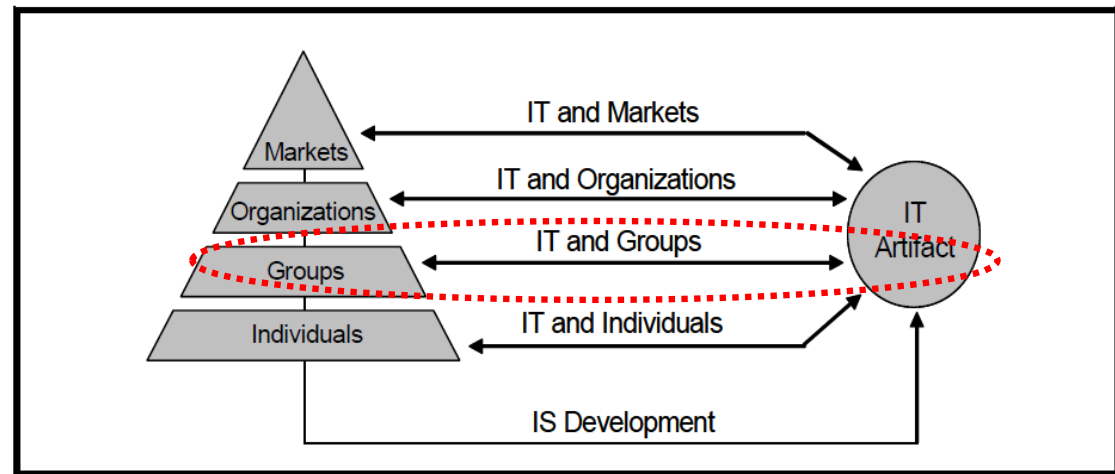 IT and Markets
Markets
IT and Organizations
Organizations
IT
Artifact
IT and Groups
Groups
IT and Individuals
Individuals
IS Development